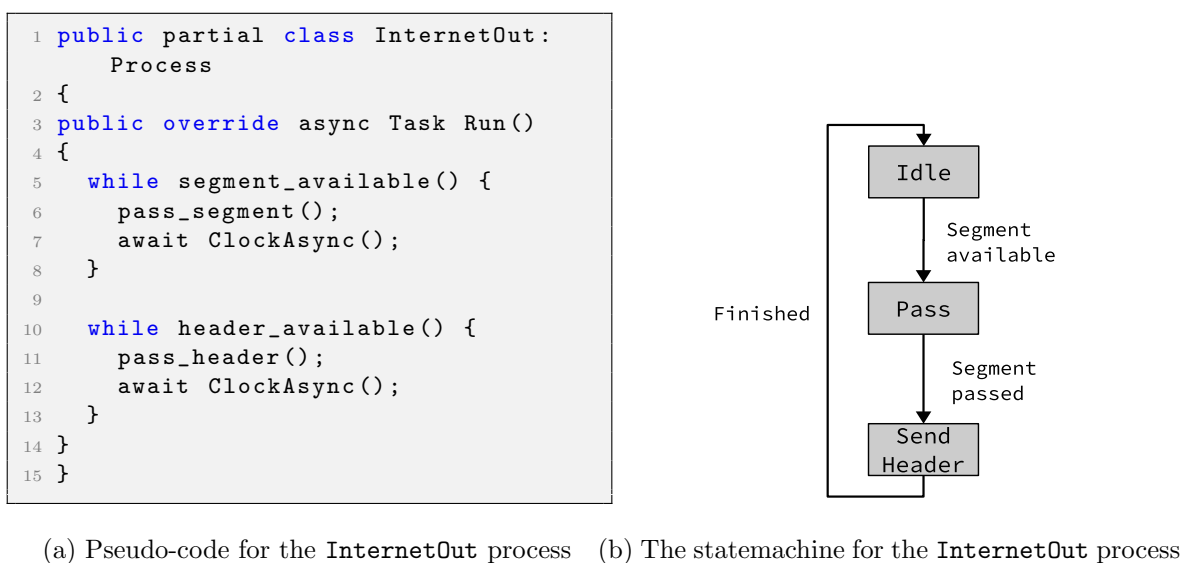 1 public partial class InternetOut:
Process
2 {
3 public override async Task Run()
4 {
5 while segment_available() {
6 pass_segment();
7 await ClockAsync();
8 }
9
10 while header_available() {
11 pass_header();
12 await ClockAsync();
13 }
14 }
15 }
Idle
Segment
available
Pass
Finished
Segment
passed
Send
Header
(a) Pseudo-code for the InternetOut process
(b) The statemachine for the InternetOut process